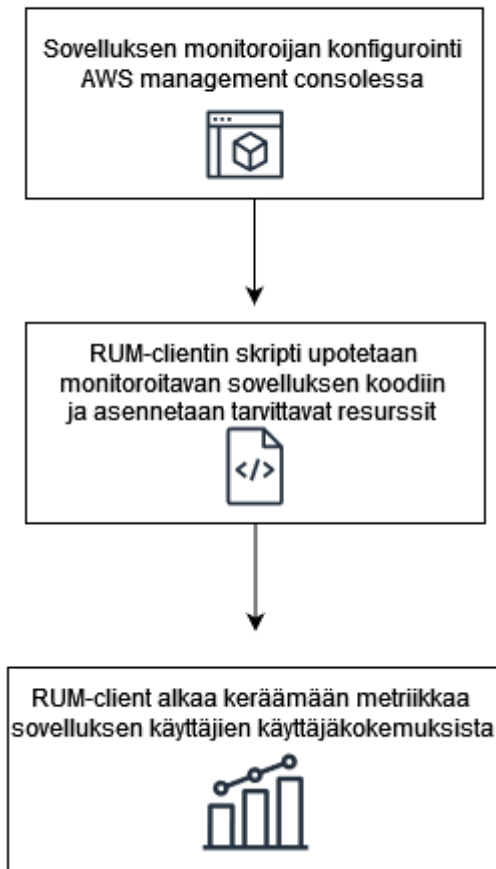 Sovelluksen monitoroijan konfigurointi
AWS management consolessa
RUM-clientin skripti upotetaan
monitoroitavan sovelluksen koodiin
ja asennetaan tarvittavat resurssit
</>
RUM-client alkaa keräämään metriikkaa
sovelluksen käyttäjien käyttäjäkokemuksista